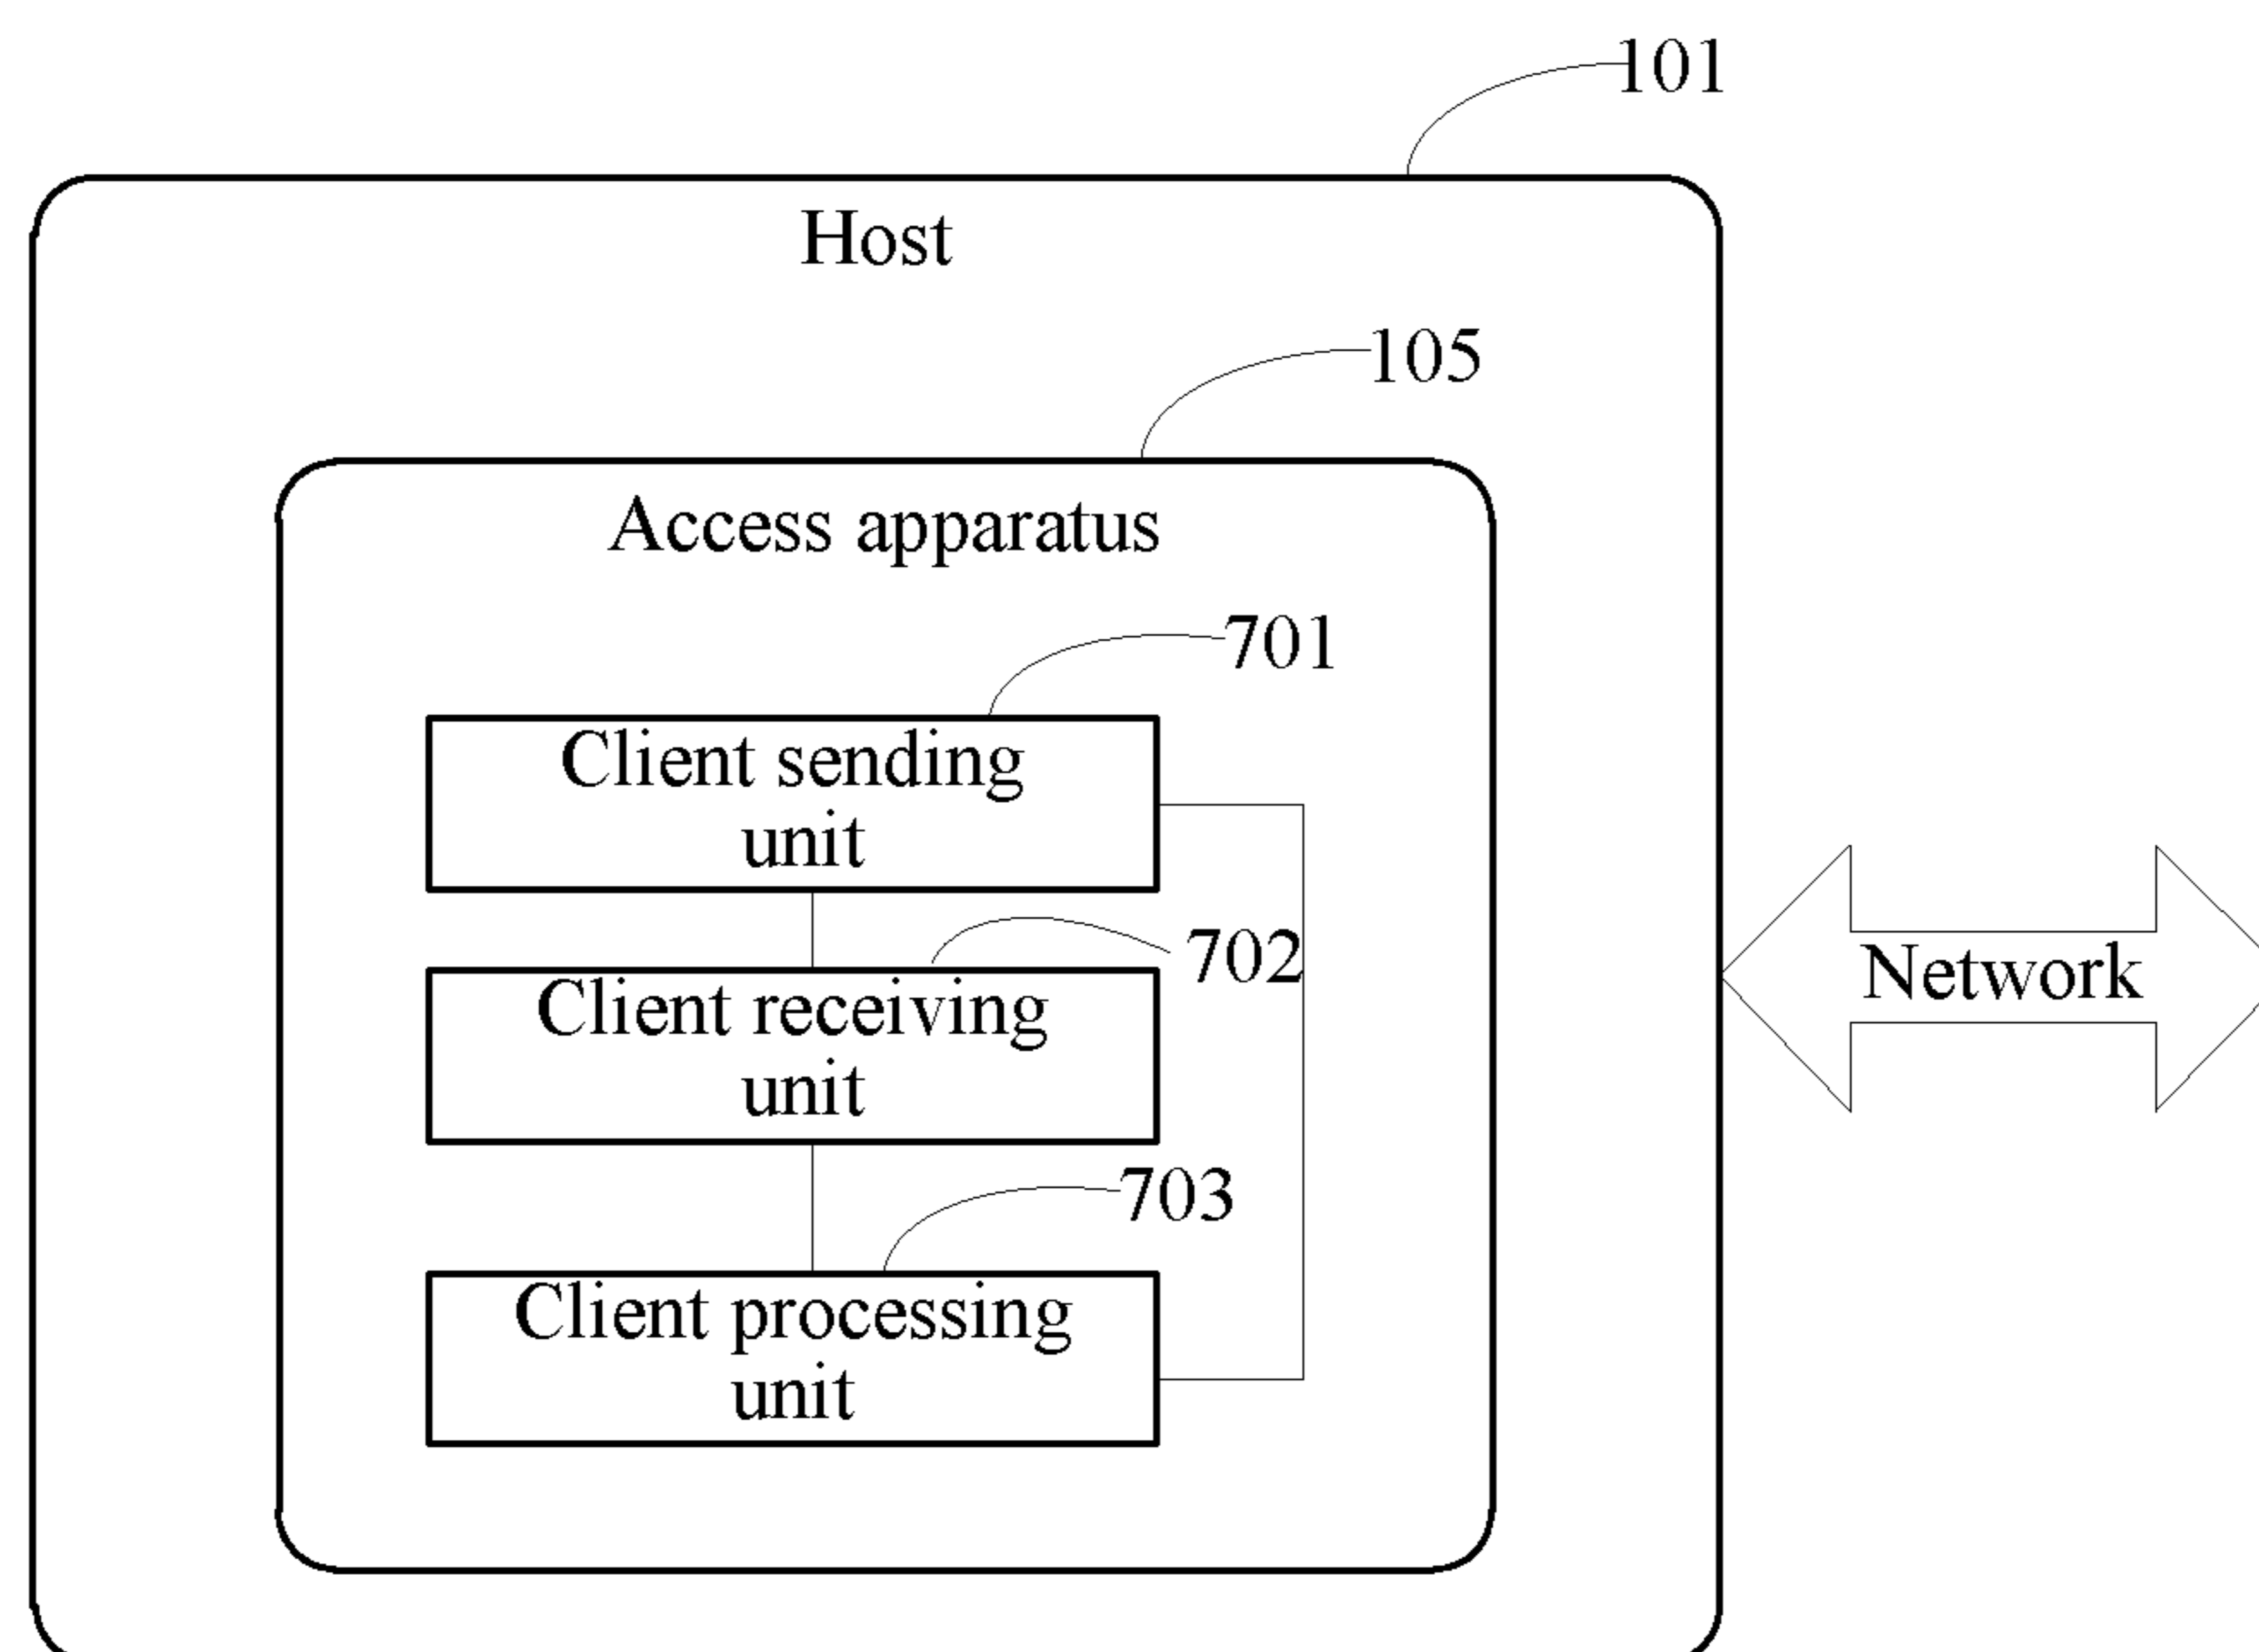 101
Host
105
Access apparatus
701
Client sending
unit
702
Client receiving
unit
Network
703
Client processing
unit